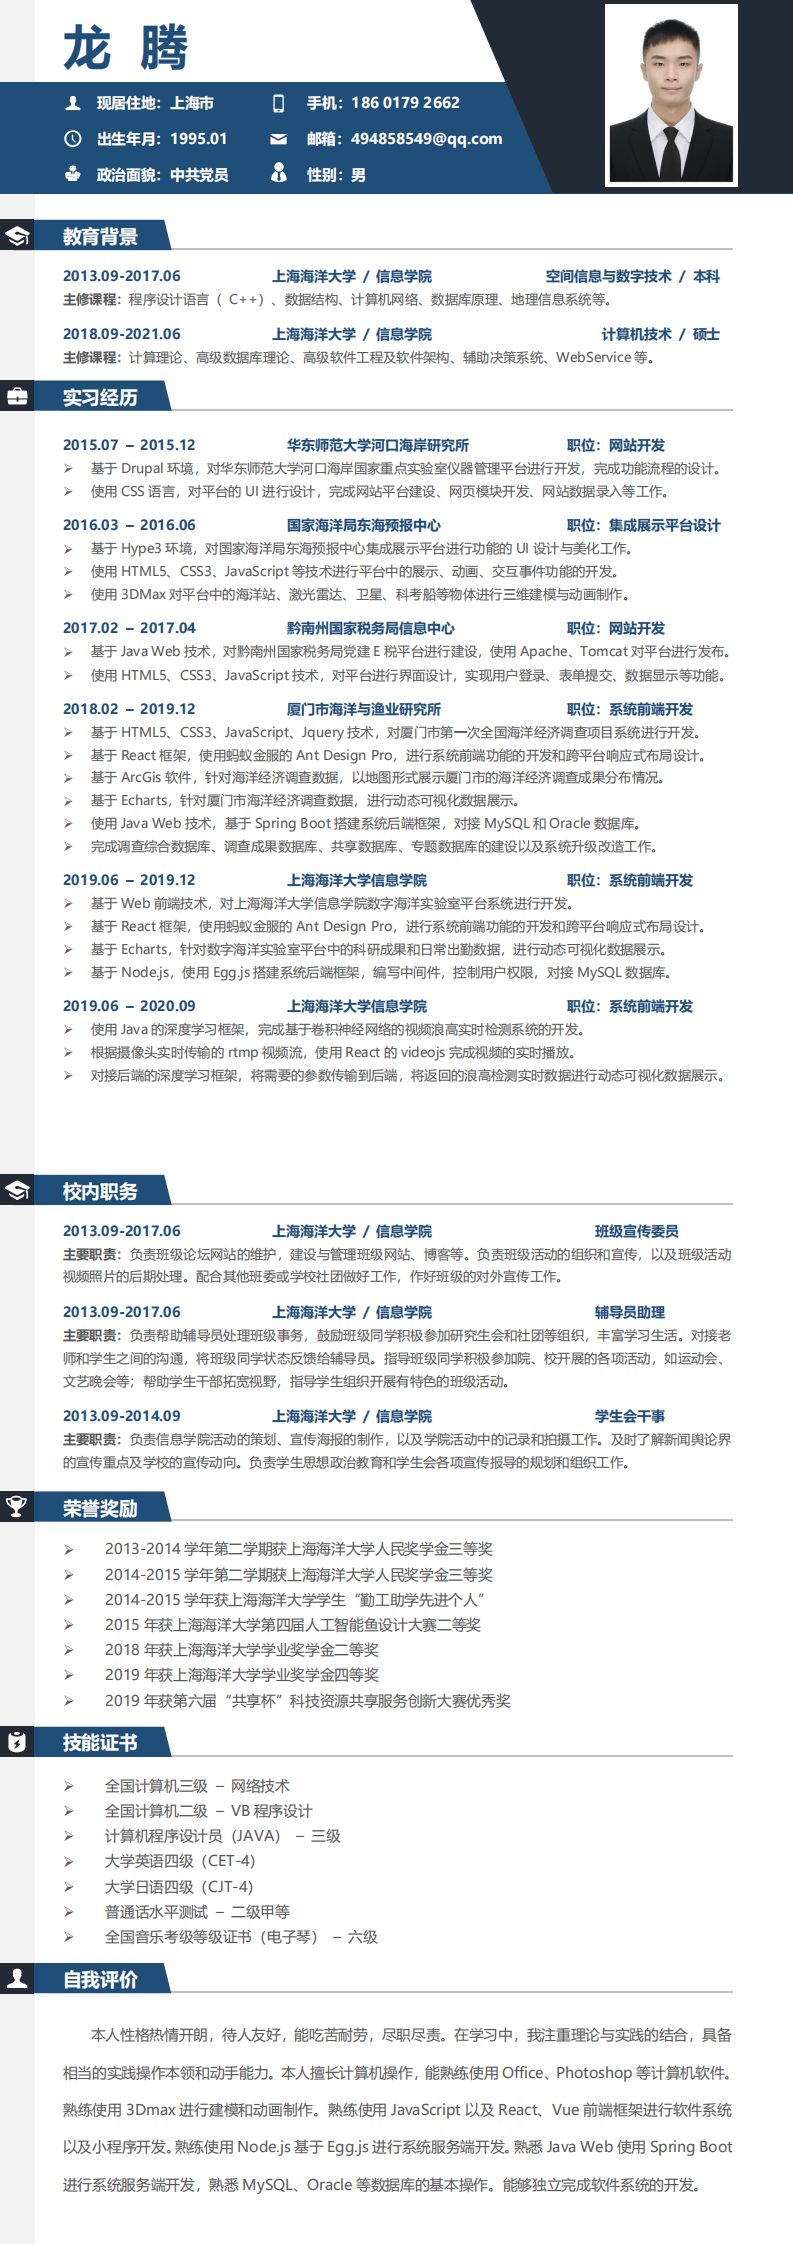 龙 腾
现居住地：上海市 手机：186 0179 2662
出生年月：1995.01 邮箱：494858549@qq.com
政治面貌：中共党员 性别：男
教育背景
2013.09-2017.06 上海海洋大学 / 信息学院 空间信息与数字技术 / 本科
主修课程：程序设计语言（ C++）、数据结构、计算机网络、数据库原理、地理信息系统等。
2018.09-2021.06 上海海洋大学 / 信息学院 计算机技术 / 硕士
主修课程：计算理论、高级数据库理论、高级软件工程及软件架构、辅助决策系统、WebService 等。
实习经历
2015.07 – 2015.12 华东师范大学河口海岸研究所 职位：网站开发
➢ 基于 Drupal 环境，对华东师范大学河口海岸国家重点实验室仪器管理平台进行开发，完成功能流程的设计。
➢ 使用 CSS 语言，对平台的 UI 进行设计，完成网站平台建设、网页模块开发、网站数据录入等工作。
2016.03 – 2016.06 国家海洋局东海预报中心 职位：集成展示平台设计
➢ 基于 Hype3 环境，对国家海洋局东海预报中心集成展示平台进行功能的 UI 设计与美化工作。
➢ 使用 HTML5、CSS3、JavaScript 等技术进行平台中的展示、动画、交互事件功能的开发。
➢ 使用 3DMax 对平台中的海洋站、激光雷达、卫星、科考船等物体进行三维建模与动画制作。
2017.02 – 2017.04 黔南州国家税务局信息中心 职位：网站开发
➢ 基于 Java Web 技术，对黔南州国家税务局党建 E 税平台进行建设，使用 Apache、Tomcat 对平台进行发布。
➢ 使用 HTML5、CSS3、JavaScript 技术，对平台进行界面设计，实现用户登录、表单提交、数据显示等功能。
2018.02 – 2019.12 厦门市海洋与渔业研究所 职位：系统前端开发
➢ 基于 HTML5、CSS3、JavaScript、Jquery 技术，对厦门市第一次全国海洋经济调查项目系统进行开发。
➢ 基于 React 框架，使用蚂蚁金服的 Ant Design Pro，进行系统前端功能的开发和跨平台响应式布局设计。
➢ 基于 ArcGis 软件，针对海洋经济调查数据，以地图形式展示厦门市的海洋经济调查成果分布情况。
➢ 基于 Echarts，针对厦门市海洋经济调查数据，进行动态可视化数据展示。
➢ 使用 Java Web 技术，基于 Spring Boot 搭建系统后端框架，对接 MySQL 和 Oracle 数据库。
➢ 完成调查综合数据库、调查成果数据库、共享数据库、专题数据库的建设以及系统升级改造工作。
2019.06 – 2019.12 上海海洋大学信息学院 职位：系统前端开发
➢ 基于 Web 前端技术，对上海海洋大学信息学院数字海洋实验室平台系统进行开发。
➢ 基于 React 框架，使用蚂蚁金服的 Ant Design Pro，进行系统前端功能的开发和跨平台响应式布局设计。
➢ 基于 Echarts，针对数字海洋实验室平台中的科研成果和日常出勤数据，进行动态可视化数据展示。
➢ 基于 Node.js，使用 Egg.js 搭建系统后端框架，编写中间件，控制用户权限，对接 MySQL 数据库。
2019.06 – 2020.09 上海海洋大学信息学院 职位：系统前端开发
➢ 使用 Java 的深度学习框架，完成基于卷积神经网络的视频浪高实时检测系统的开发。
➢ 根据摄像头实时传输的 rtmp 视频流，使用 React 的 videojs 完成视频的实时播放。
➢ 对接后端的深度学习框架，将需要的参数传输到后端，将返回的浪高检测实时数据进行动态可视化数据展示。
校内职务
2013.09-2017.06 上海海洋大学 / 信息学院 班级宣传委员
主要职责：负责班级论坛网站的维护，建设与管理班级网站、博客等。负责班级活动的组织和宣传，以及班级活动
视频照片的后期处理。配合其他班委或学校社团做好工作，作好班级的对外宣传工作。
2013.09-2017.06 上海海洋大学 / 信息学院 辅导员助理
主要职责：负责帮助辅导员处理班级事务，鼓励班级同学积极参加研究生会和社团等组织，丰富学习生活。对接老
师和学生之间的沟通，将班级同学状态反馈给辅导员。指导班级同学积极参加院、校开展的各项活动，如运动会、
文艺晚会等；帮助学生干部拓宽视野，指导学生组织开展有特色的班级活动。
2013.09-2014.09 上海海洋大学 / 信息学院 学生会干事
主要职责：负责信息学院活动的策划、宣传海报的制作，以及学院活动中的记录和拍摄工作。及时了解新闻舆论界
的宣传重点及学校的宣传动向。负责学生思想政治教育和学生会各项宣传报导的规划和组织工作。
荣誉奖励
➢ 2013-2014 学年第二学期获上海海洋大学人民奖学金三等奖
➢ 2014-2015 学年第二学期获上海海洋大学人民奖学金三等奖
➢ 2014-2015 学年获上海海洋大学学生“勤工助学先进个人”
➢ 2015 年获上海海洋大学第四届人工智能鱼设计大赛二等奖
➢ 2018 年获上海海洋大学学业奖学金二等奖
➢ 2019 年获上海海洋大学学业奖学金四等奖
➢ 2019 年获第六届“共享杯”科技资源共享服务创新大赛优秀奖
技能证书
➢ 全国计算机三级 – 网络技术
➢ 全国计算机二级 – VB 程序设计
➢ 计算机程序设计员（JAVA） – 三级
➢ 大学英语四级（CET-4）
➢ 大学日语四级（CJT-4）
➢ 普通话水平测试 – 二级甲等
➢ 全国音乐考级等级证书（电子琴） – 六级
自我评价
本人性格热情开朗，待人友好，能吃苦耐劳，尽职尽责。在学习中，我注重理论与实践的结合，具备
相当的实践操作本领和动手能力。本人擅长计算机操作，能熟练使用 Office、Photoshop 等计算机软件。
熟练使用 3Dmax 进行建模和动画制作。熟练使用 JavaScript 以及 React、Vue 前端框架进行软件系统
以及小程序开发。熟练使用 Node.js 基于 Egg.js 进行系统服务端开发。熟悉 Java Web 使用 Spring Boot
进行系统服务端开发，熟悉 MySQL、Oracle 等数据库的基本操作。能够独立完成软件系统的开发。